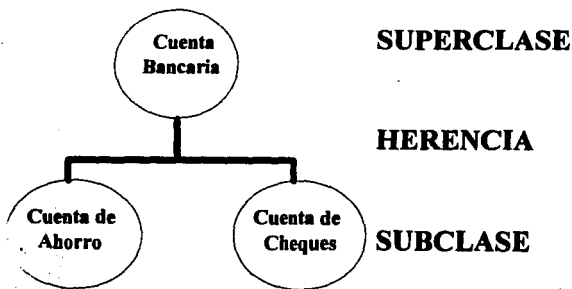 Cuenta
Bancaria
SUPERCLASE
HERENCIA
Cuenta de
Ahorro
Cuenta de
Cheques
SUBCLASE